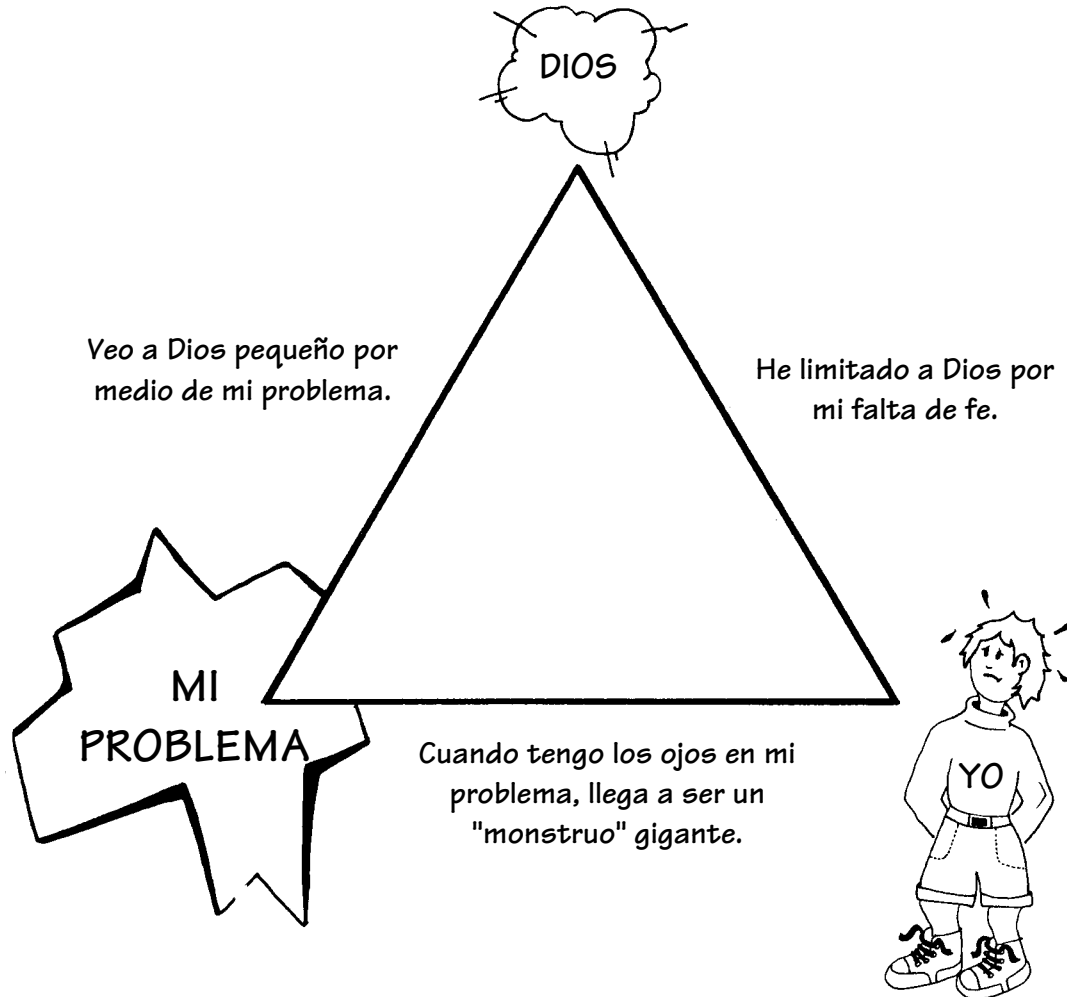 DIOS
Veo a Dios pequeño por
medio de mi problema.
He limitado a Dios por
mi falta de fe.
MI
PROBLEMA
Cuando tengo los ojos en mi
problema, llega a ser un
"monstruo" gigante.
YO